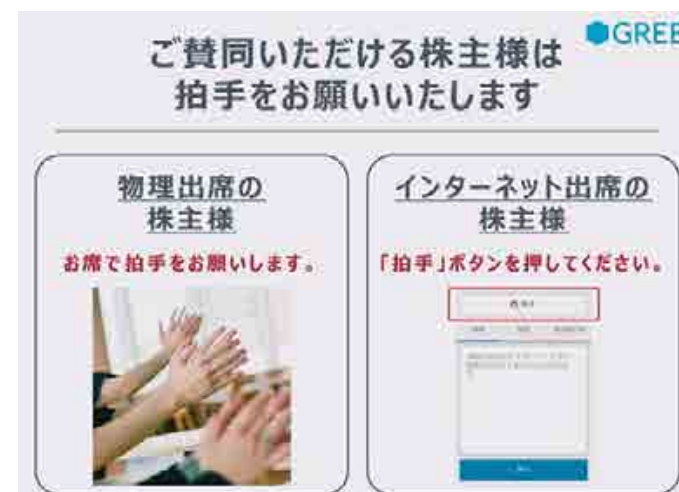 GREE
ご賛同いただける株主様は
拍手をお願いいたします
物理出席の
株主様
お席で拍手をお願いします。
インターネット出席の
株主様
「拍手」ボタンを押してください。